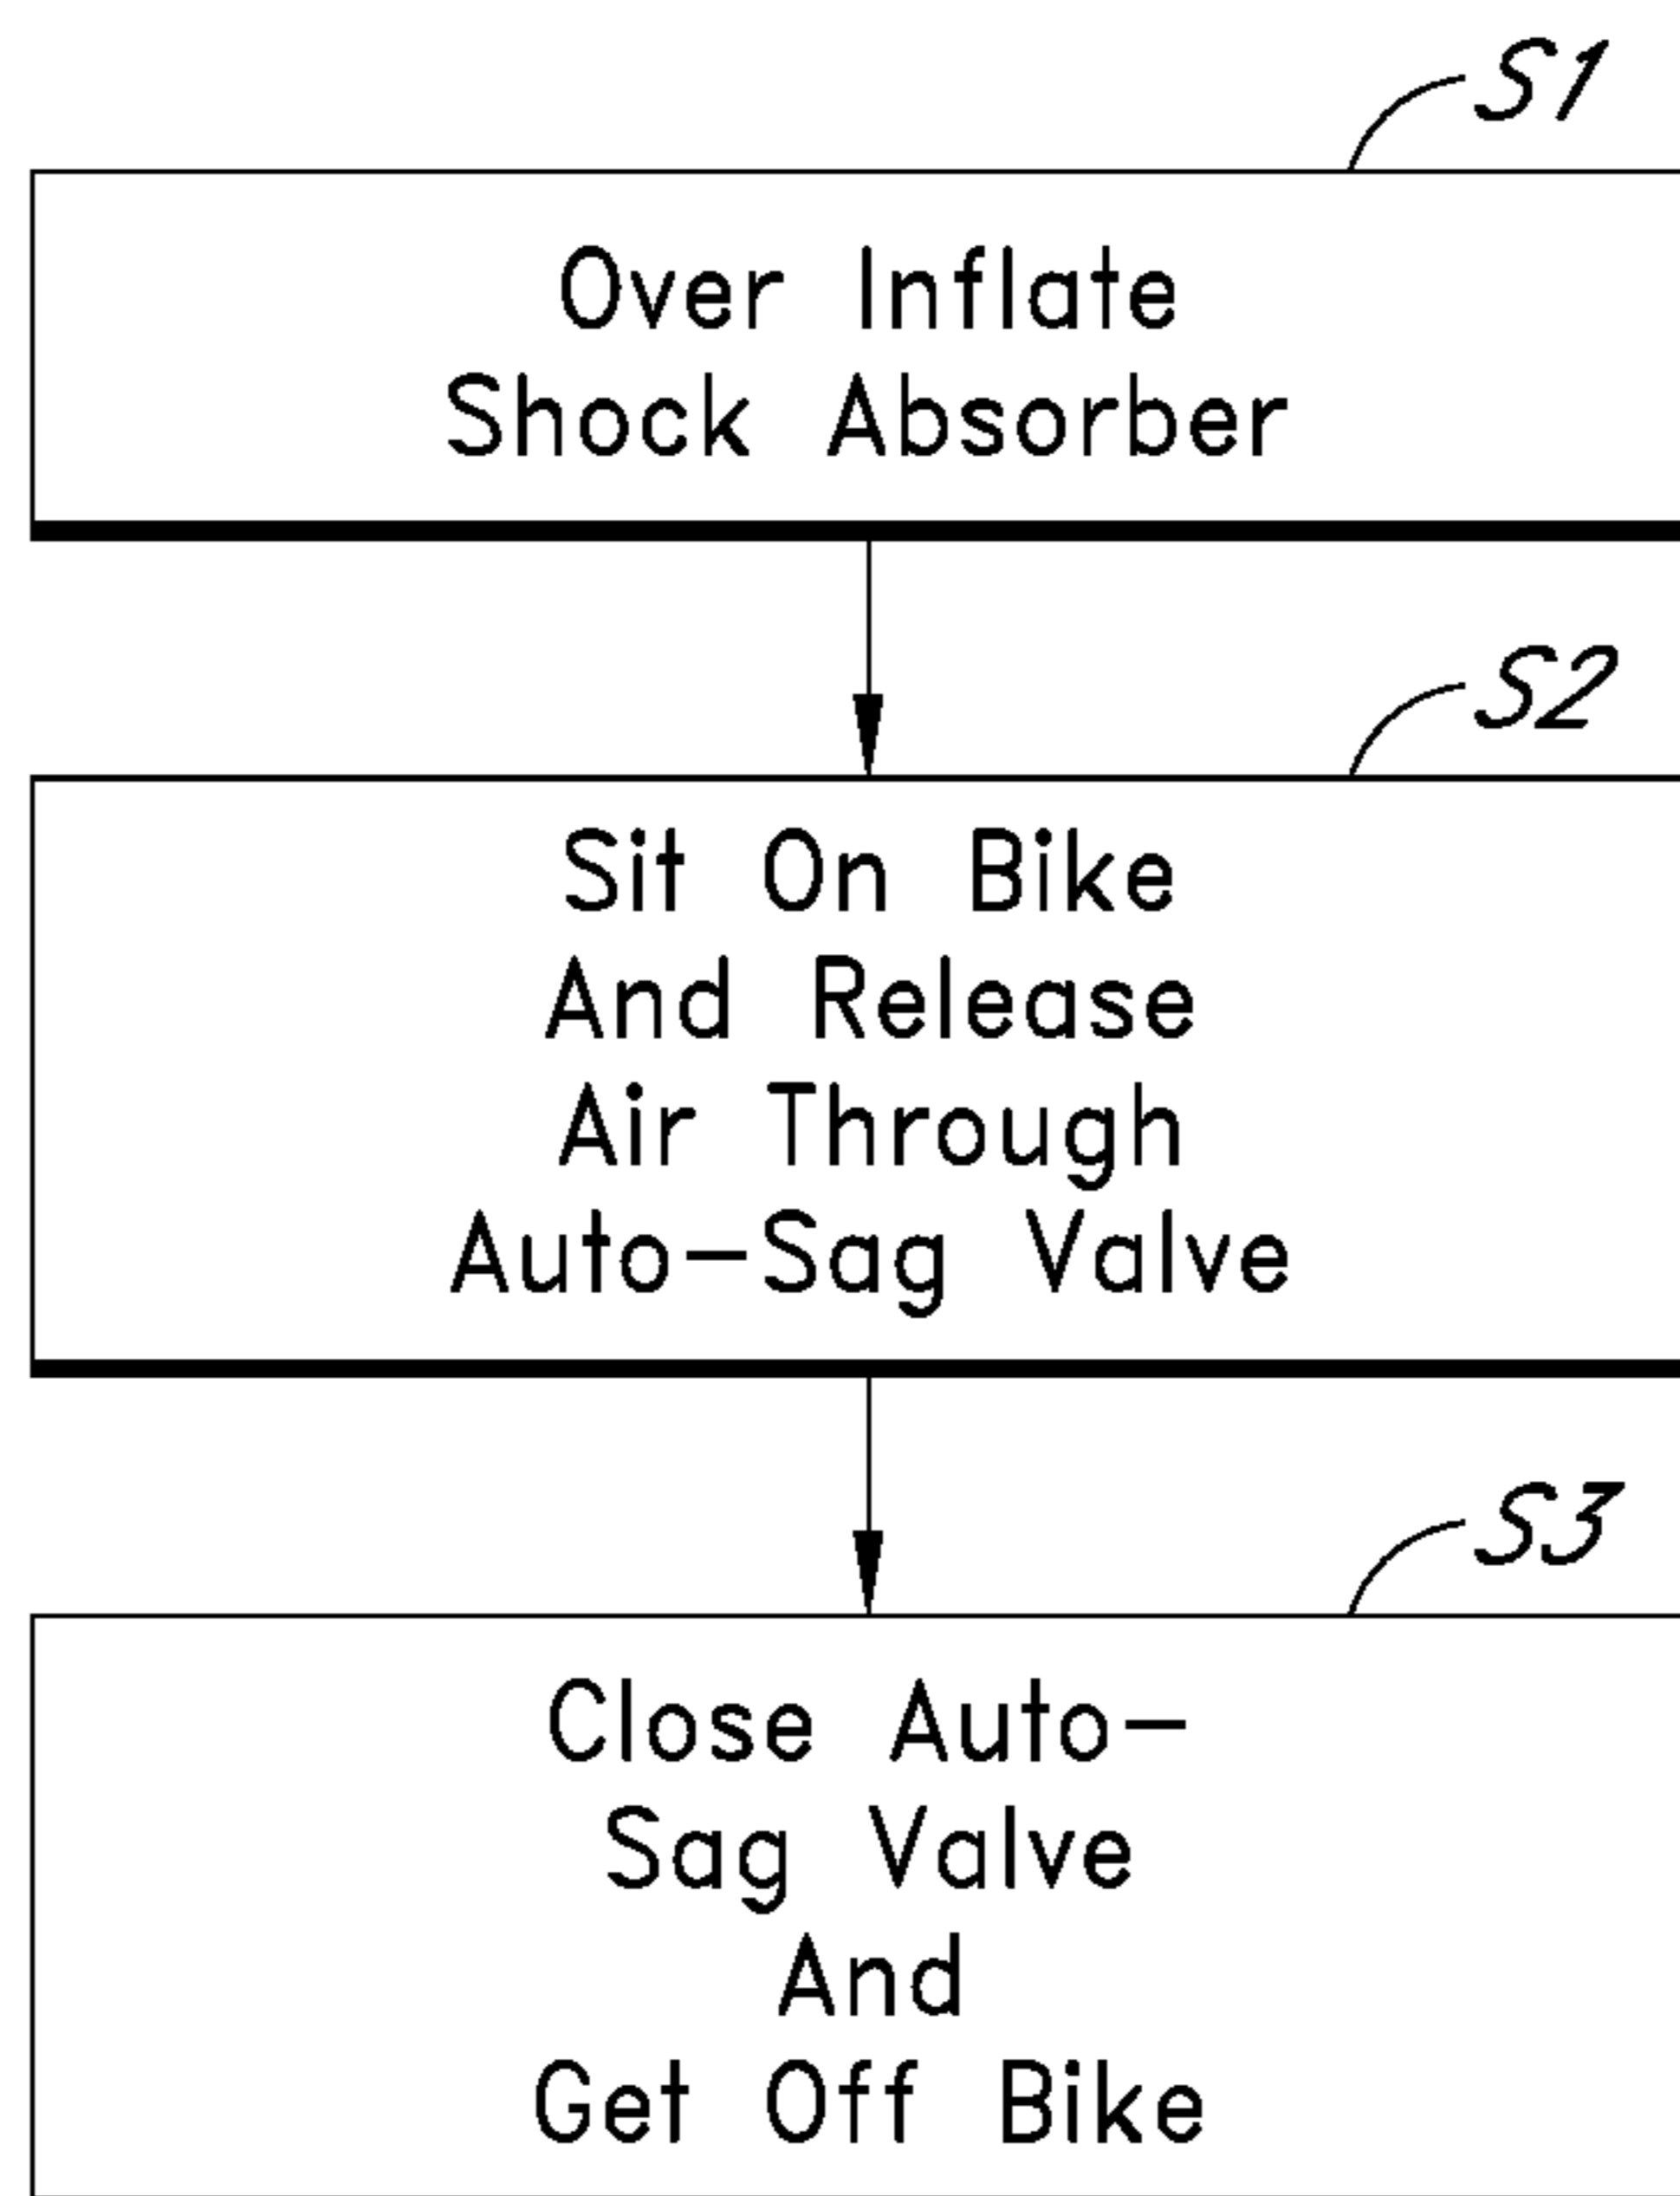 S1
Over Inflate
Shock Absorber
S2
Sit On Bike
And Release
Air Through
Auto-Sag Valve
S3
Close Auto-
Sag Valve
And
Get Off Bike